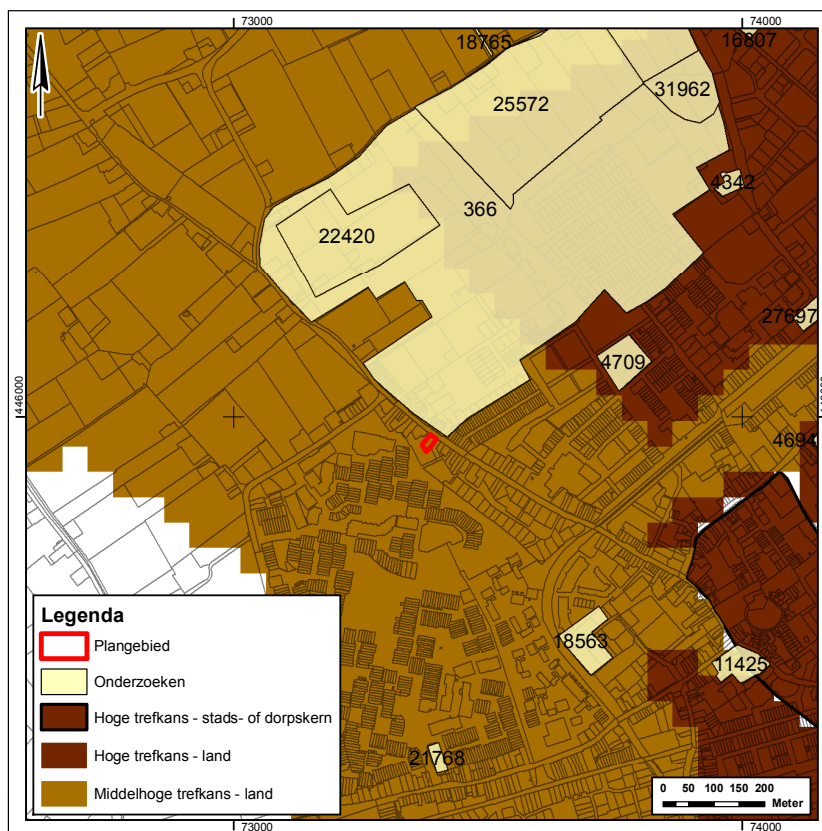 73000
74000
18765
16807
25572
31962
4342
366
22420
27697
4709
446000
446000
4694
18563
11425
21768
Legenda
Plangebied
Onderzoeken
Hoge trefkans - stads- of dorpskern
Hoge trefkans - land
Middelhoge trefkans - land
0 50 100 150 200
Meter
73000
74000